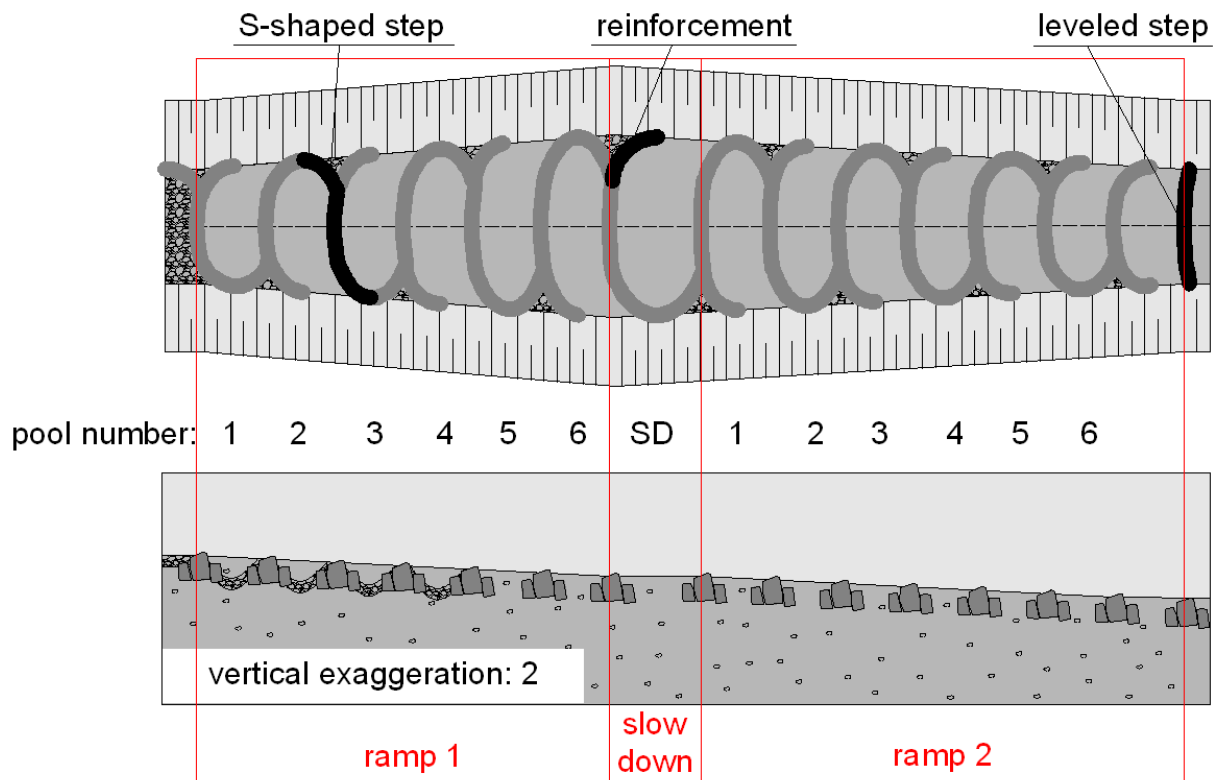 S-shaped step reinforcement leveled step
pool number: 1 2 3 4 5 6 SD 1 2 3 4 5 6
vertical exaggeration: 2
ramp 1 slow down ramp 2